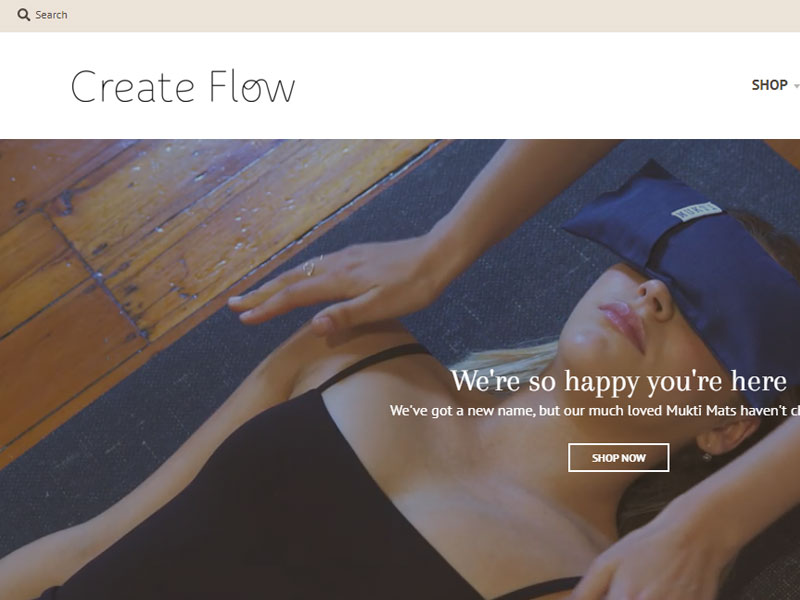 Search
Create Flow
SHOP
MUKTI
We're so happy you're here
We've got a new name, but our much loved Mukti Mats haven't
SHOP NOW